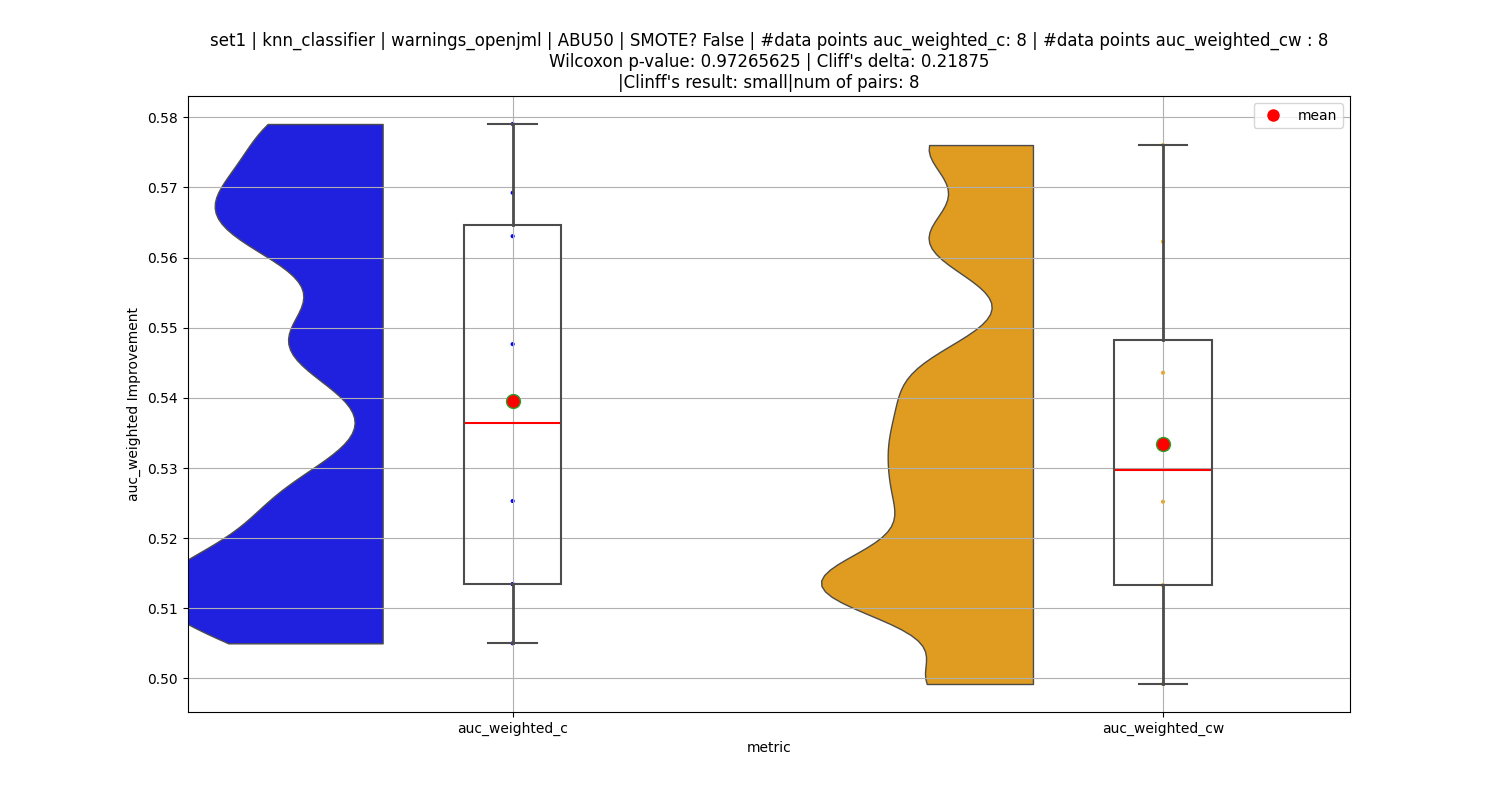 set1 | knn_classifier | warnings_openjml | ABU50 | SMOTE? False | #data points auc_weighted_c: 8 | #data points auc_weighted_cw : 8
Wilcoxon p-value: 0.97265625 | Cliff's delta: 0.21875
|Clinff's result: small|num of pairs: 8
mean
0.58
0.57
0.56
0.55
0.54
0.53
0.52
0.51
0.50
auc_weighted Improvement
auc_weighted_c
auc_weighted_cw
metric